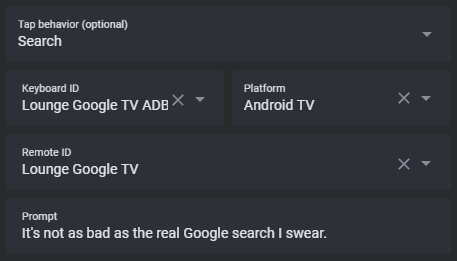 Tap behavior (optional)
Search
Keyboard ID
Lounge Google TV ADB
Platform
Android TV
Remote ID
Lounge Google TV
Prompt
It's not as bad as the real Google search I swear.